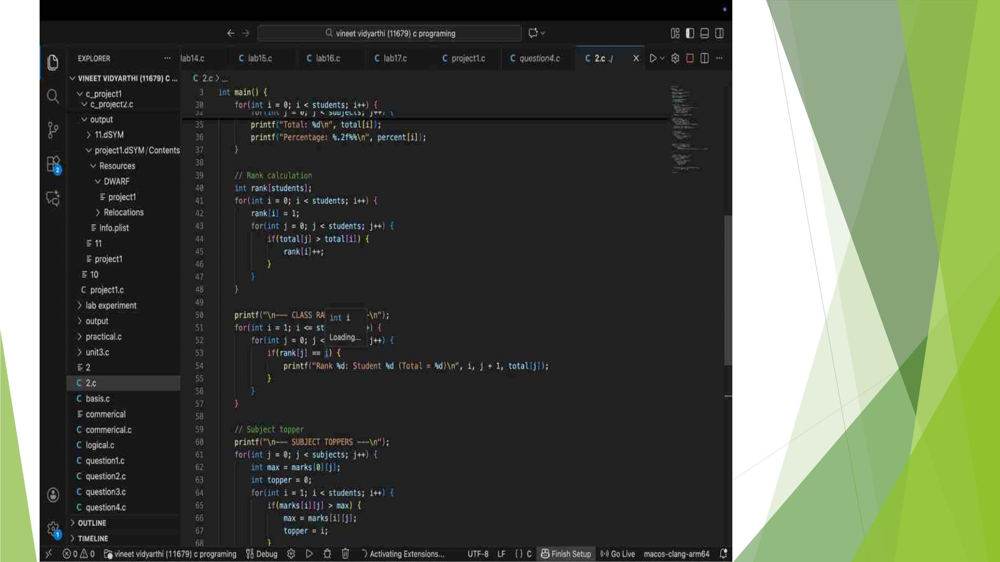 vineet vidyarthi (11679) c programing
EXPLORER
lab14.c
lab15.c
lab16.c
lab17.c
project1.c
question4.c
2.c ./
VINEET VIDYARTHI (11679) C ...
c_project1
c_project2.c
output
11.dSYM
project1.dSYM/Contents
Resources
DWARF
project1
Relocations
Info.plist
11
project1
10
project1.c
lab experiment
output
practical.c
unit3.c
2
2.c
basis.c
commerical
commerical.c
logical.c
question1.c
question2.c
question3.c
question4.c
OUTLINE
TIMELINE
2.c > ...
3 int main() {
30 for(int i = 0; i < students; i++) {
32 for(int j = 0; j < subjects; j++) {
35 printf("Total: %d\n", total[i]);
36 printf("Percentage: %.2f%%\n", percent[i]);
37 }
38
39 // Rank calculation
40 int rank[students];
41 for(int i = 0; i < students; i++) {
42 rank[i] = 1;
43 for(int j = 0; j < students; j++) {
44 if(total[j] > total[i]) {
45 rank[i]++;
46 }
47 }
48 }
49
50 printf("\n--- CLASS RA -\n");
51 for(int i = 1; i <= st +) {
52 for(int j = 0; j < j++) {
53 if(rank[j] == i) {
54 printf("Rank %d: Student %d (Total = %d)\n", i, j + 1, total[j]);
55 }
56 }
57 }
58
59 // Subject topper
60 printf("\n--- SUBJECT TOPPERS ---\n");
61 for(int j = 0; j < subjects; j++) {
62 int max = marks[0][j];
63 int topper = 0;
64 for(int i = 1; i < students; i++) {
65 if(marks[i][j] > max) {
66 max = marks[i][j];
67 topper = i;
68 }
int i
Loading...
2
1
0 0
vineet vidyarthi (11679) c programing
Debug
Activating Extensions...
UTF-8
LF
{ } C
Finish Setup
Go Live
macos-clang-arm64